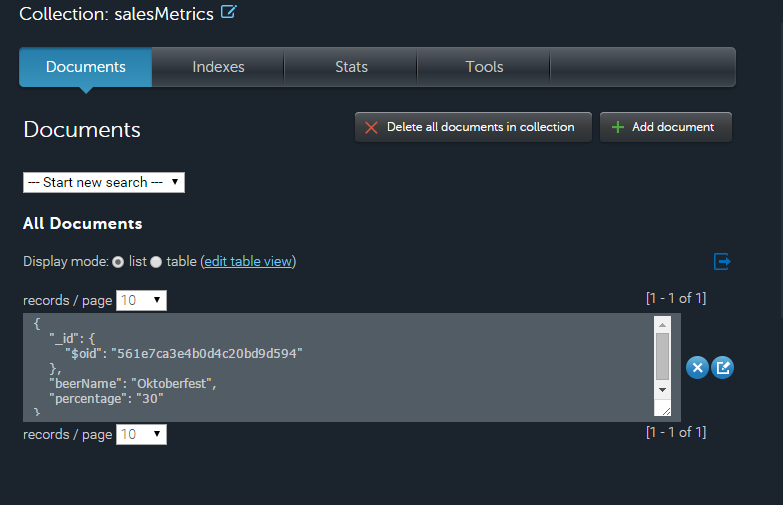 Collection: salesMetrics
Documents Indexes Stats Tools
Documents
Delete all documents in collection
Add document
--- Start new search ---
All Documents
Display mode: list table (edit table view)
records / page 10 [1 - 1 of 1]
{
"_id": {
"$oid": "561e7ca3e4b0d4c20bd9d594"
},
"beerName": "Oktoberfest",
"percentage": "30"
}
records / page 10 [1 - 1 of 1]